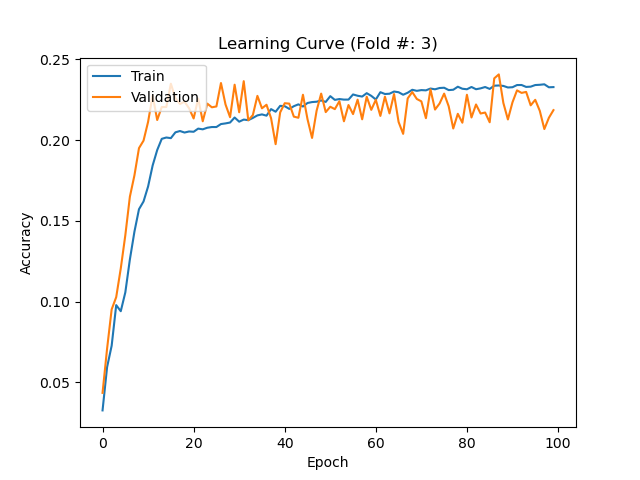 Learning Curve (Fold #: 3)
Train
Validation
0.25
0.20
0.15
0.10
0.05
Accuracy
0 20 40 60 80 100
Epoch